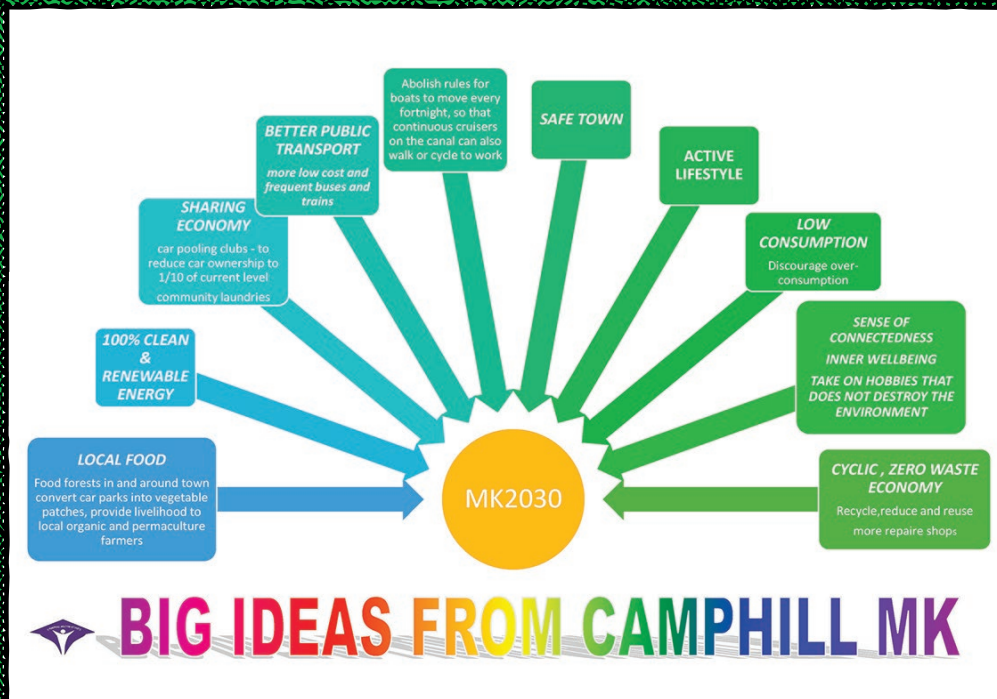 LOCAL FOOD
Food forests in and around town
convert car parks into vegetable
patches, provide livelihood to
local organic and permaculture
farmers
100% CLEAN
&
RENEWABLE
ENERGY
SHARING
ECONOMY
car pooling clubs - to
reduce car ownership to
1/10 of current level
community laundries
BETTER PUBLIC
TRANSPORT
more low cost and
frequent buses and
trains
Abolish rules for
boats to move every
fortnight, so that
continuous cruisers
on the canal can also
walk or cycle to work
SAFE TOWN
ACTIVE
LIFESTYLE
LOW
CONSUMPTION
Discourage over-
consumption
SENSE OF
CONNECTEDNESS
INNER WELLBEING
TAKE ON HOBBIES THAT
DOES NOT DESTROY THE
ENVIRONMENT
CYCLIC , ZERO WASTE
ECONOMY
Recycle,reduce and reuse
more repaire shops
MK2030
BIG IDEAS FROM CAMPHILL MK